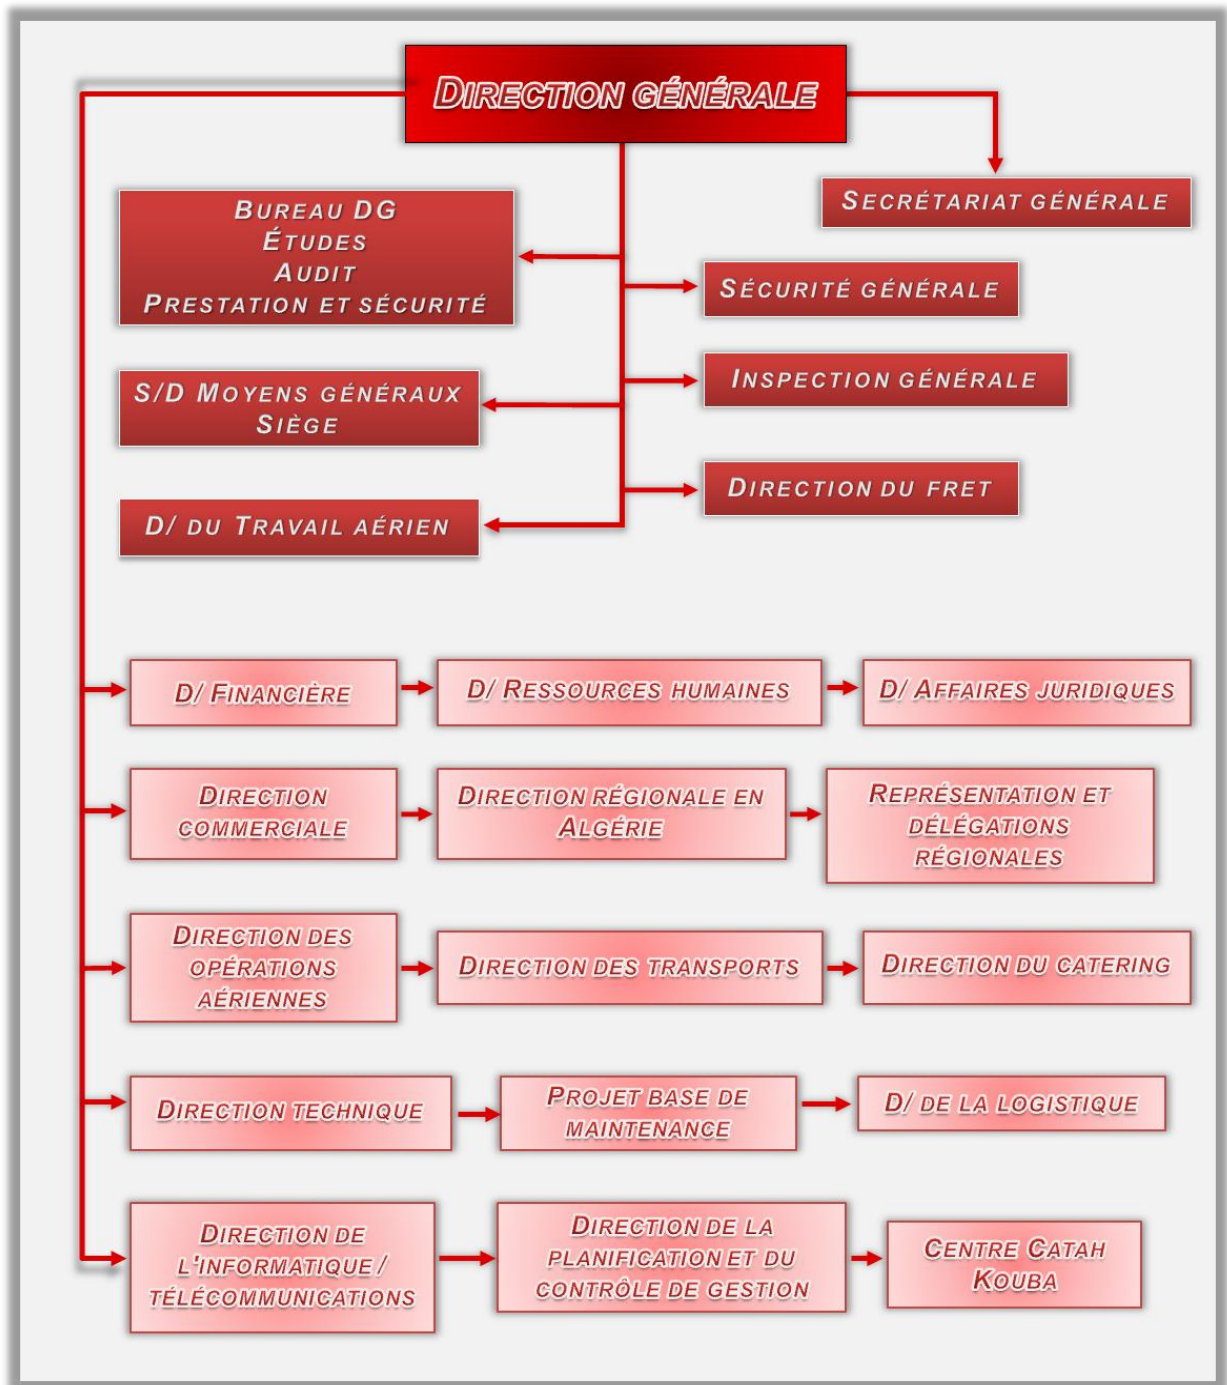 DIRECTION GÉNÉRALE
SECRÉTARIAT GÉNÉRALE
BUREAU DG
ÉTUDES
AUDIT
PRESTATION ET SÉCURITÉ
SÉCURITÉ GÉNÉRALE
INSPECTION GÉNÉRALE
S/D MOYENS GÉNÉRAUX
SIÈGE
DIRECTION DU FRET
D/ DU TRAVAIL AÉRIEN
D/ FINANCIÈRE
D/ RESSOURCES HUMAINES
D/ AFFAIRES JURIDIQUES
DIRECTION
COMMERCIALE
DIRECTION RÉGIONALE EN
ALGÉRIE
REPRÉSENTATION ET
DÉLÉGATIONS
RÉGIONALES
DIRECTION DES
OPÉRATIONS
AÉRIENNES
DIRECTION DES TRANSPORTS
DIRECTION DU CATERING
DIRECTION TECHNIQUE
PROJET BASE DE
MAINTENANCE
D/ DE LA LOGISTIQUE
DIRECTION DE
L'INFORMATIQUE /
TÉLÉCOMMUNICATIONS
DIRECTION DE LA
PLANIFICATION ET DU
CONTRÔLE DE GESTION
CENTRE CATAH
KOUBA